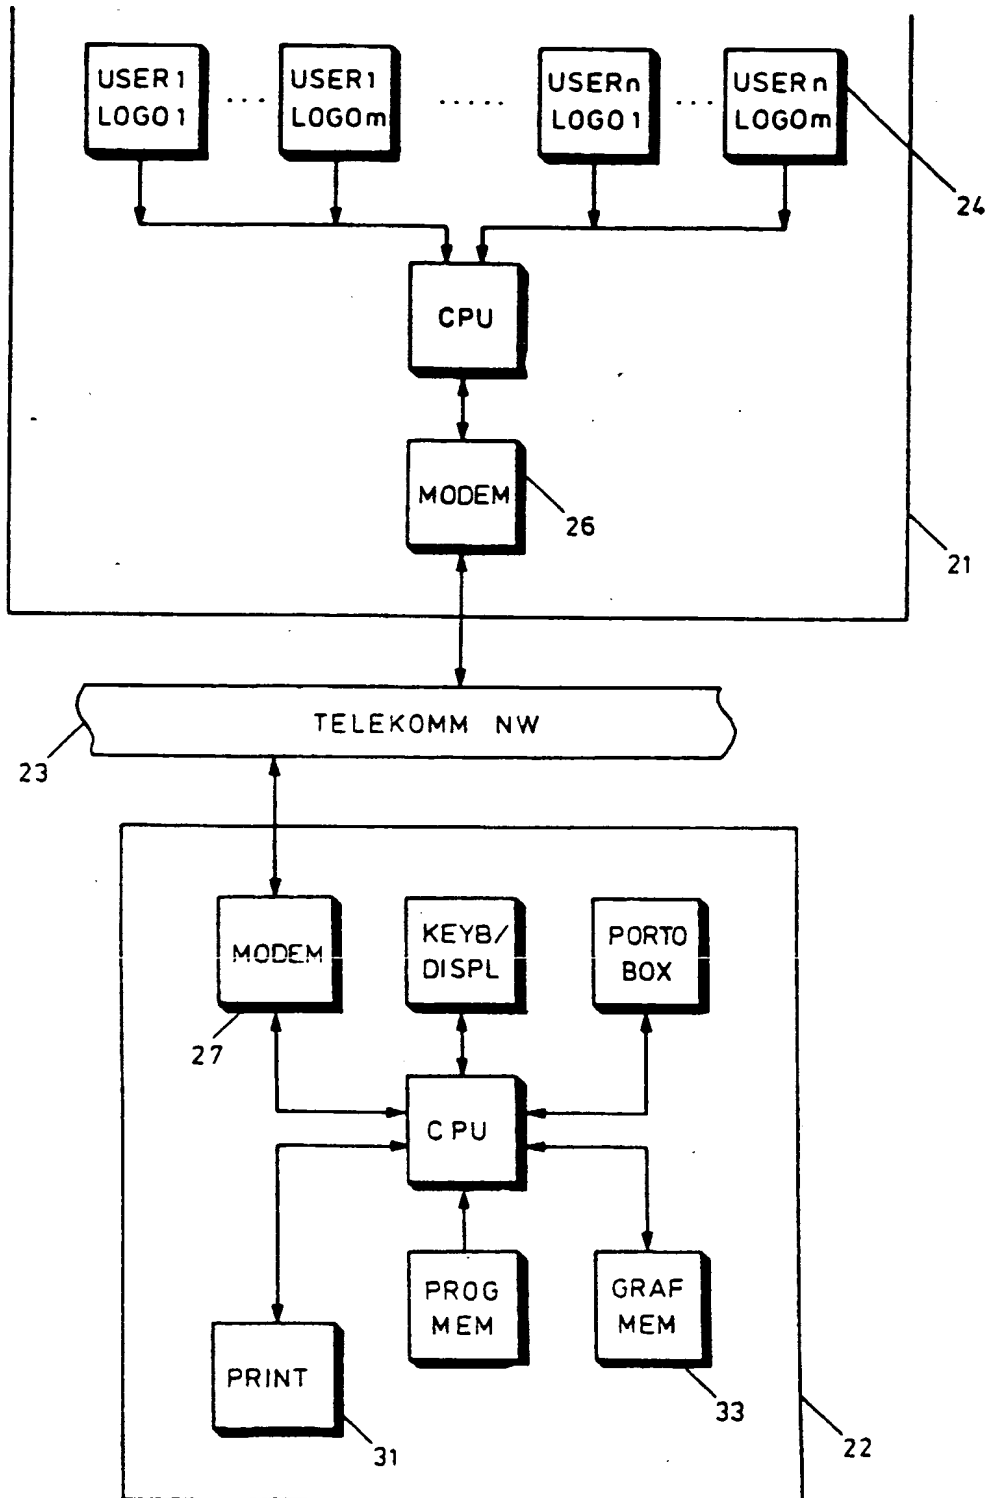 USER1 LOGO1
.... 
USER1 LOGOm
.....
USERn LOGO1
....
USERn LOGOm
24
CPU
MODEM
26
21
TELEKOMM NW
23
MODEM
27
KEYB/ DISPL
PORTO BOX
CPU
PROG MEM
GRAF MEM
33
PRINT
31
22